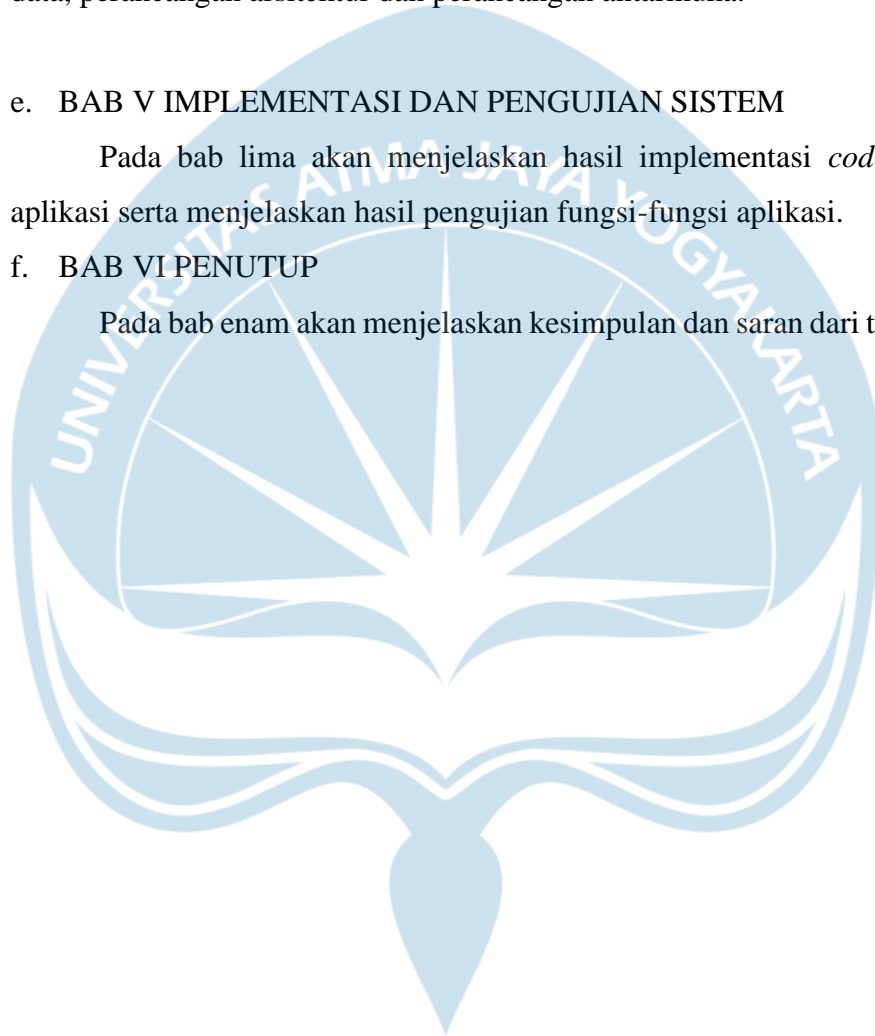 data, perancangan arsitektur dan perancangan antarmuka.
e. BAB V IMPLEMENTASI DAN PENGUJIAN SISTEM
Pada bab lima akan menjelaskan hasil implementasi
aplikasi serta menjelaskan hasil pengujian fungsi-fungsi aplikasi.
f. BAB VI PENUTUP
Pada bab enam akan menjelaskan kesimpulan dan saran dari
UNIVERSITAS ATMA JAYA YOGYAKARTA